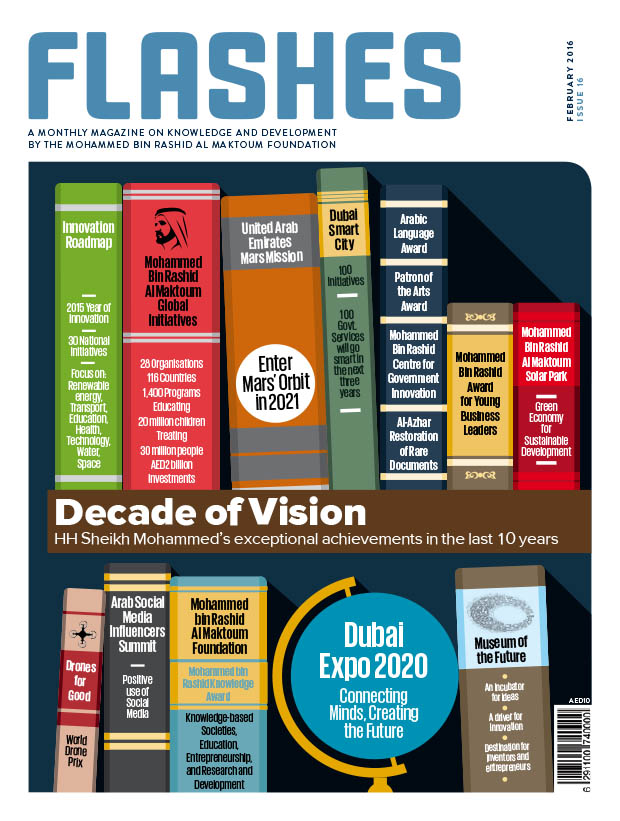 FLASHES
FEBRUARY 2016
ISSUE 16
A MONTHLY MAGAZINE ON KNOWLEDGE AND DEVELOPMENT
BY THE MOHAMMED BIN RASHID AL MAKTOUM FOUNDATION
Innovation
Roadmap
2015 Year of
Innovation
30 National
Initiatives
Focus on:
Renewable
energy,
Transport,
Education,
Health,
Technology,
Water,
Space
Mohammed
Bin Rashid
Al Maktoum
Global
Initiatives
28 Organisations
116 Countries
1,400 Programs
Educating
20 million children
Treating
30 million people
AED2 billion
Investments
United Arab
Emirates
Mars Mission
Enter
Mars' Orbit
in 2021
Dubai
Smart
City
100
Initiatives
100
Govt.
Services
will go
smart in
the next
three
years
Arabic
Language
Award
Patron of
the Arts
Award
Mohammed
Bin Rashid
Centre for
Government
Innovation
Al-Azhar
Restoration
of Rare
Documents
Mohammed
Bin Rashid
Award
for Young
Business
Leaders
Mohammed
Bin Rashid
Al Maktoum
Solar Park
Green
Economy
for
Sustainable
Development
Decade of Vision
HH Sheikh Mohammed's exceptional achievements in the last 10 years
Drones
for
Good
World
Drone
Prix
Arab Social
Media
Influencers
Summit
Positive
use of
Social
Media
Mohammed
bin Rashid
Al Maktoum
Foundation
Mohammed bin
Rashid Knowledge
Award
Knowledge-based
Societies,
Education,
Entrepreneurship,
and Research and
Development
Dubai
Expo 2020
Connecting
Minds, Creating
the Future
Museum of
the Future
An incubator
for ideas
A driver for
innovation
Destination for
inventors and
entrepreneurs
AED10
6 291100 740000